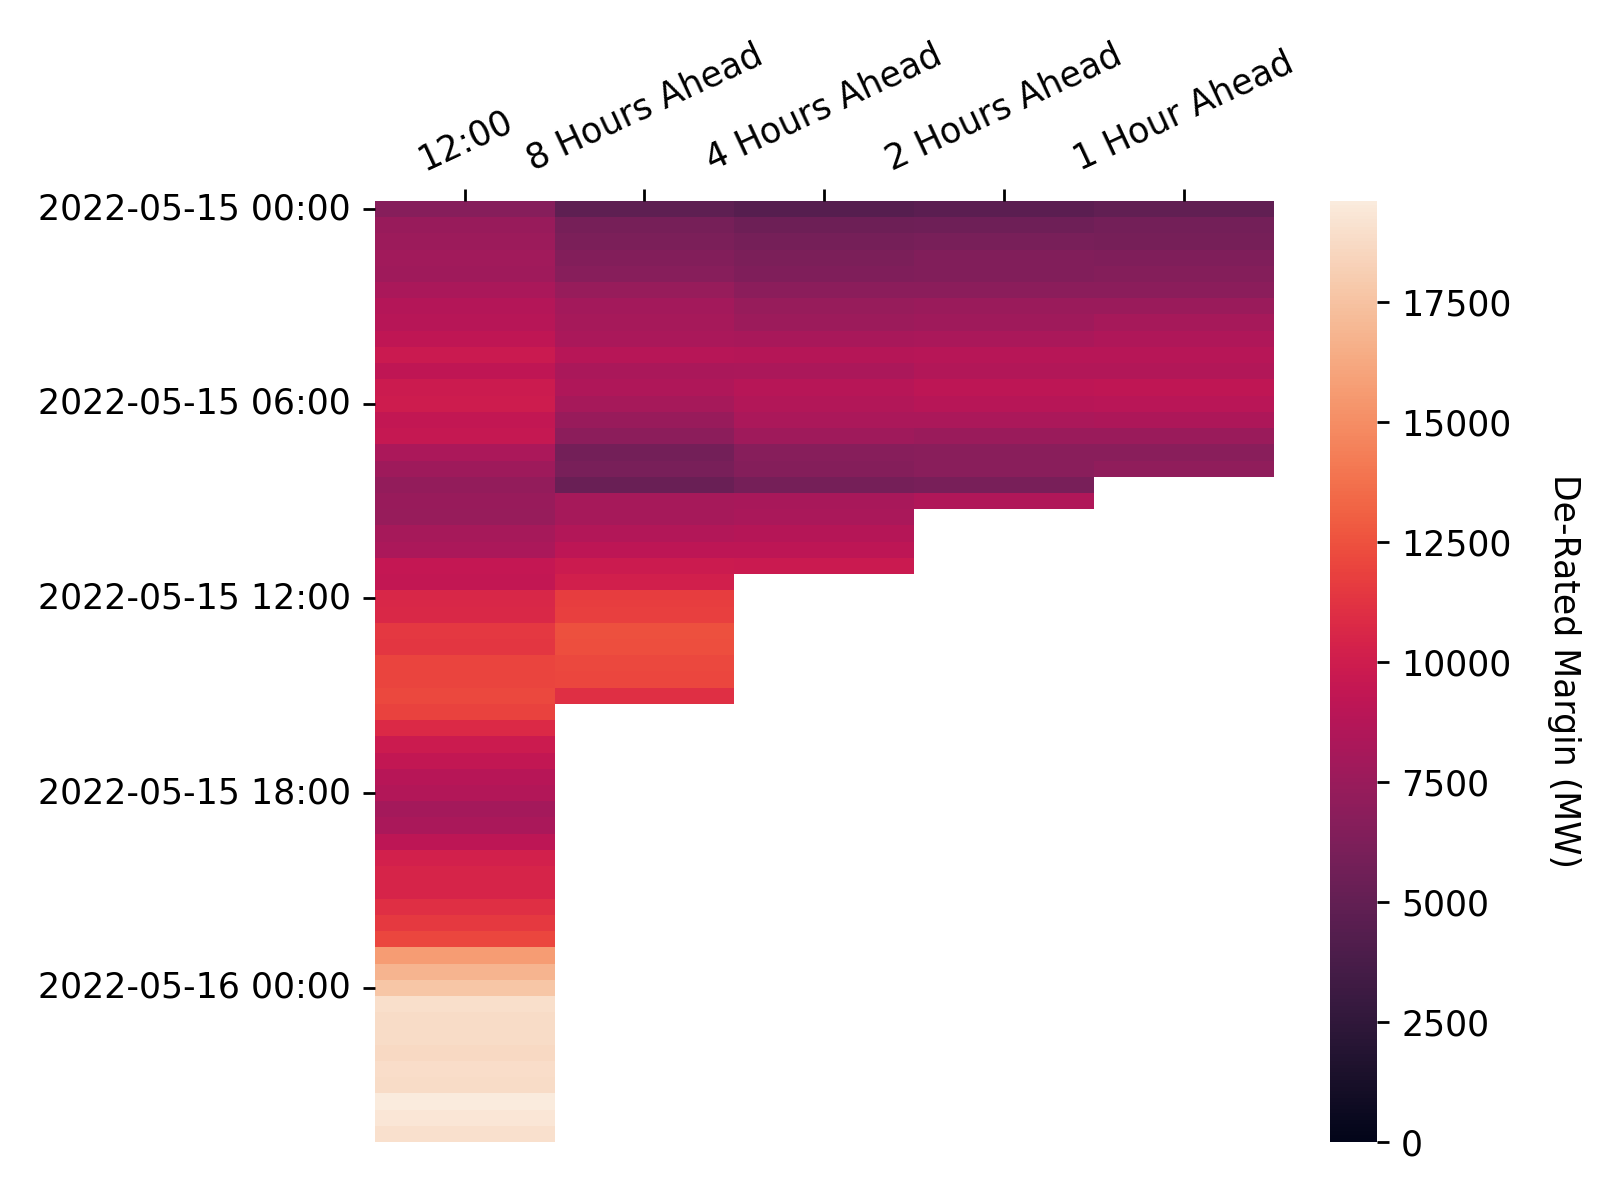 12:00
8 Hours Ahead
4 Hours Ahead
2 Hours Ahead
1 Hour Ahead
2022-05-15 00:00
2022-05-15 06:00
2022-05-15 12:00
2022-05-15 18:00
2022-05-16 00:00
17500
15000
12500
10000
7500
5000
2500
0
De-Rated Margin (MW)